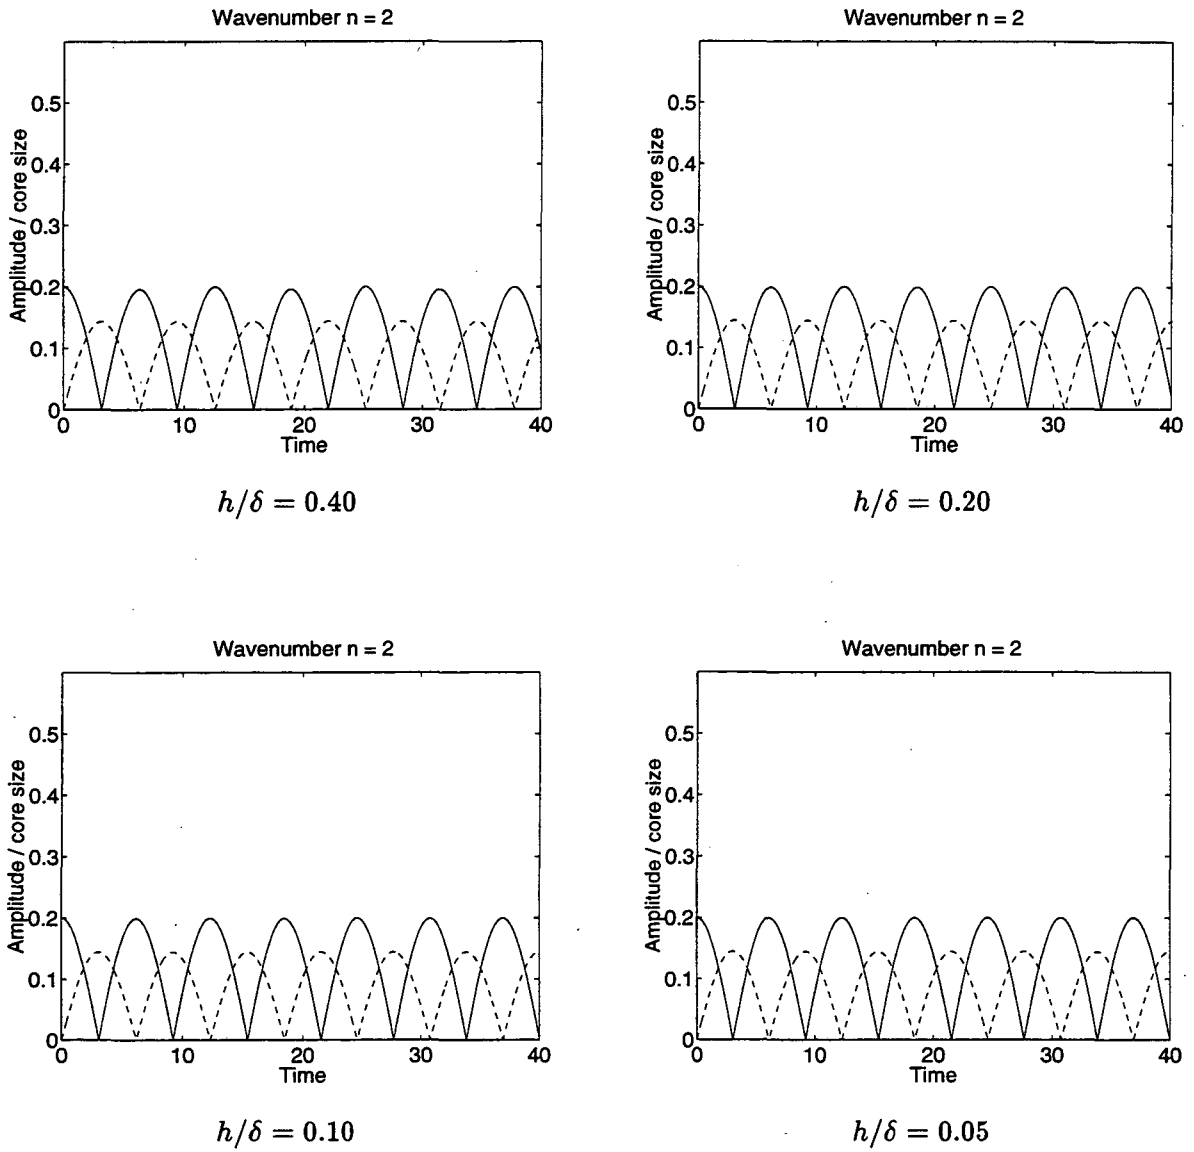 Wavenumber n = 2
Amplitude / core size
0.5
0.4
0.3
0.2
0.1
0
0 10 20 30 40
Time
h/δ = 0.40
Wavenumber n = 2
Amplitude / core size
0.5
0.4
0.3
0.2
0.1
0
0 10 20 30 40
Time
h/δ = 0.20
Wavenumber n = 2
Amplitude / core size
0.5
0.4
0.3
0.2
0.1
0
0 10 20 30 40
Time
h/δ = 0.10
Wavenumber n = 2
Amplitude / core size
0.5
0.4
0.3
0.2
0.1
0
0 10 20 30 40
Time
h/δ = 0.05